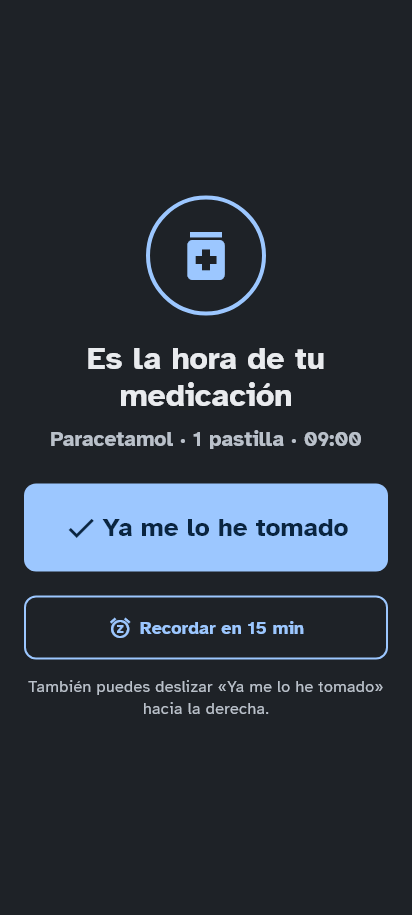 Es la hora de tu
medicación
Paracetamol · 1 pastilla · 09:00
Ya me lo he tomado
Recordar en 15 min
También puedes deslizar «Ya me lo he tomado»
hacia la derecha.